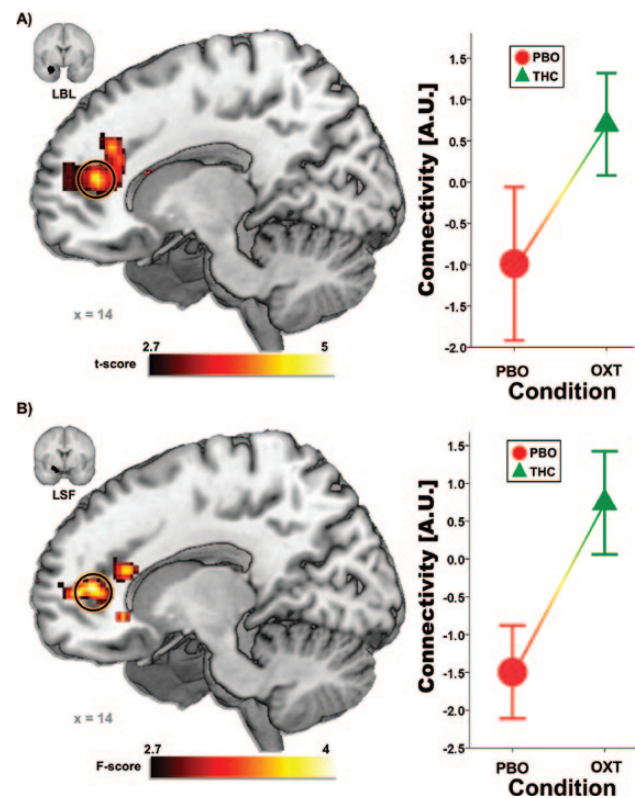 A)
LBL
x = 14
2.7 5
t-score
PBO
THC
Connectivity [A.U.]
1.5
1.0
0.5
0.0
-0.5
-1.0
-1.5
-2.0
PBO OXT
Condition
B)
LSF
x = 14
2.7 4
F-score
PBO
THC
Connectivity [A.U.]
1.5
1.0
0.5
0.0
-0.5
-1.0
-1.5
-2.0
-2.5
PBO OXT
Condition